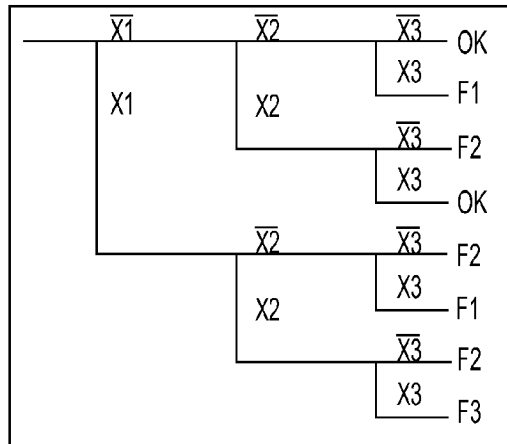 X̅1̅ X̅2̅ X̅3̅ OK
X1 X3 F1
X2 X̅3̅ F2
X3 OK
X̅2̅ X̅3̅ F2
X2 X3 F1
X̅3̅ F2
X3 F3